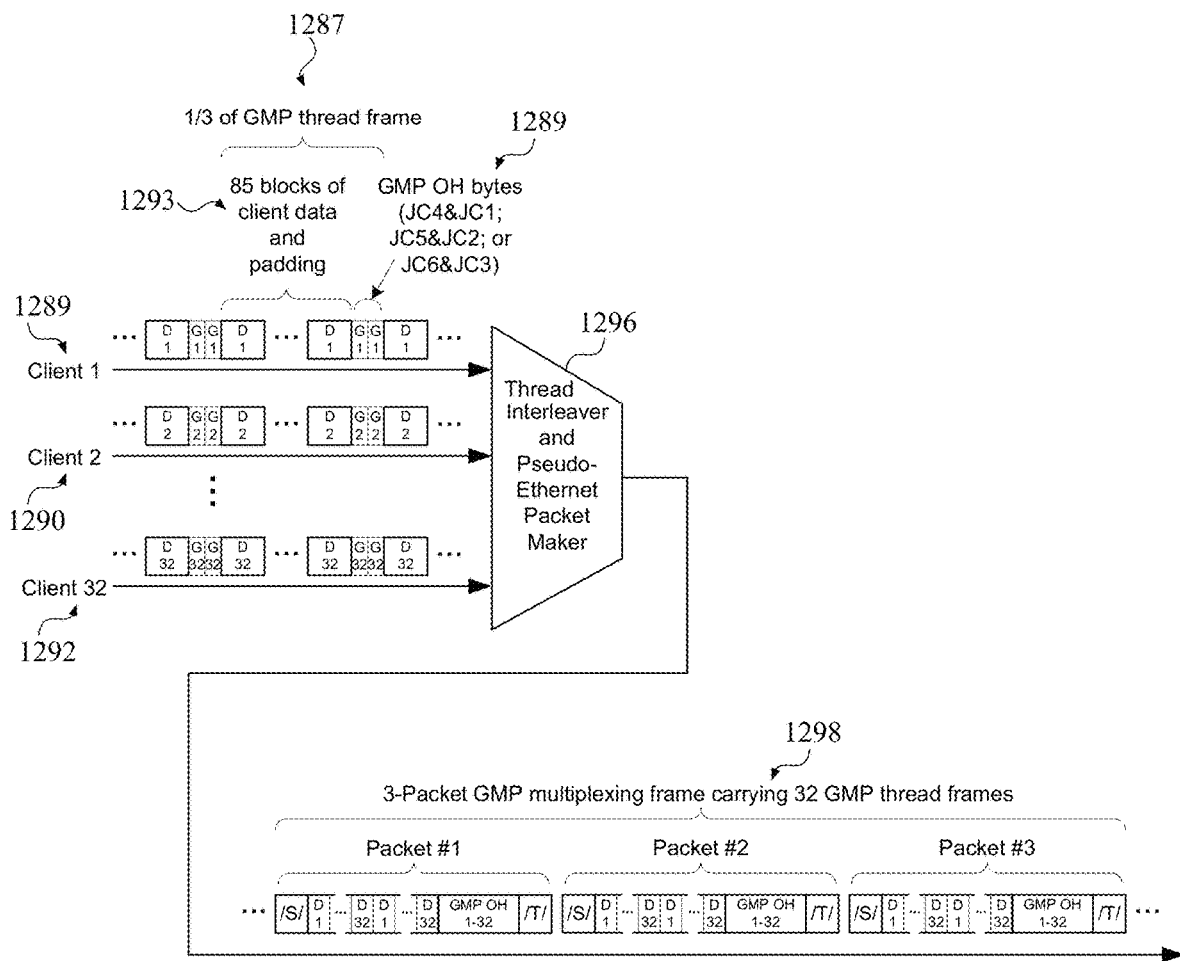 1287
1/3 of GMP thread frame
1289
1293
85 blocks of
client data
and
padding
GMP OH bytes
(JC4&JC1;
JC5&JC2; or
JC6&JC3)
1289
··· D 1 G 1 G 1 D 1 ··· D 1 G 1 G 1 D 1 ···
Client 1
1296
Thread
Interleaver
and
Pseudo-
Ethernet
Packet
Maker
··· D 2 G 2 G 2 D 2 ··· D 2 G 2 G 2 D 2 ···
Client 2
1290
··· D 32 G 32 G 32 D 32 ··· D 32 G 32 G 32 D 32 ···
Client 32
1292
1298
3-Packet GMP multiplexing frame carrying 32 GMP thread frames
Packet #1 Packet #2 Packet #3
··· /S/ D 1 ··· D 32 D 1 ··· D 32 GMP OH 1-32 /T/ /S/ D 1 ··· D 32 D 1 ··· D 32 GMP OH 1-32 /T/ /S/ D 1 ··· D 32 D 1 ··· D 32 GMP OH 1-32 /T/ ···